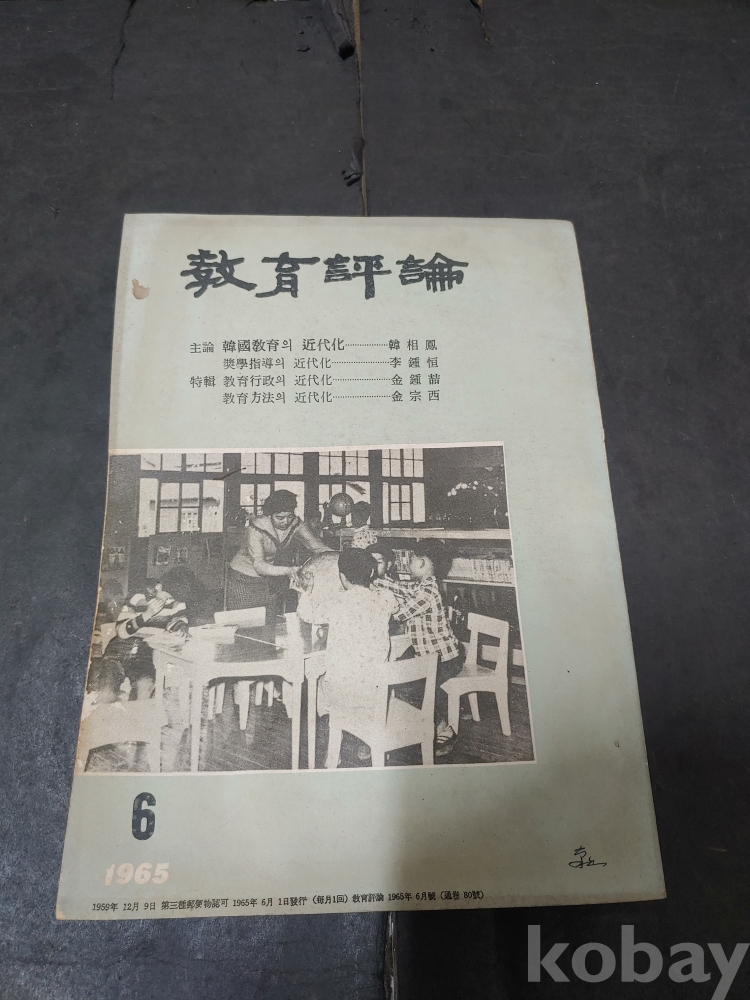 敎育評論
主論 韓國敎育의 近代化················韓相鳳
奬學指導의 近代化······················李鍾恒
特輯 敎育行政의 近代化······················金鍾喆
敎育方法의 近代化······················金宗西
6
1965
1959年 12月 9日 第三種郵便物認可 1965年 6月 1日發行 (每月1回) 敎育評論 1965年 6月號 (通卷 80號)
kobay